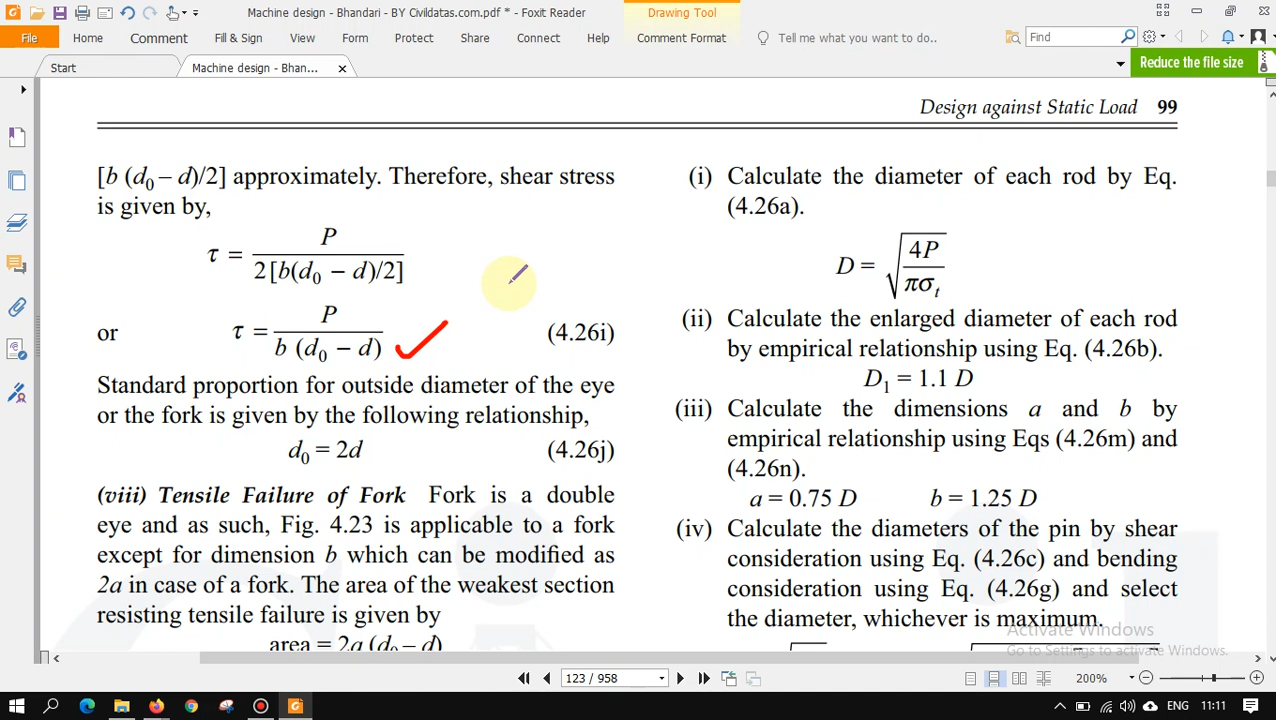 Machine design - Bhandari - BY Civildatas.com.pdf * - Foxit Reader
Drawing Tool
File
Home
Comment
Fill & Sign
View
Form
Protect
Share
Connect
Help
Comment Format
Tell me what you want to do..
Find
Start
Machine design - Bhan...
Reduce the file size
Design against Static Load 99
[b (d₀ – d)/2] approximately. Therefore, shear stress
is given by,
τ = P / 2[b(d₀ – d)/2]
or τ = P / b (d₀ – d) (4.26i)
Standard proportion for outside diameter of the eye
or the fork is given by the following relationship,
d₀ = 2d (4.26j)
(viii) Tensile Failure of Fork Fork is a double
eye and as such, Fig. 4.23 is applicable to a fork
except for dimension b which can be modified as
2a in case of a fork. The area of the weakest section
resisting tensile failure is given by
area = 2a (d₀ – d)
(i) Calculate the diameter of each rod by Eq.
(4.26a).
D = √(4P / πσₜ)
(ii) Calculate the enlarged diameter of each rod
by empirical relationship using Eq. (4.26b).
D₁ = 1.1 D
(iii) Calculate the dimensions a and b by
empirical relationship using Eqs (4.26m) and
(4.26n).
a = 0.75 D b = 1.25 D
(iv) Calculate the diameters of the pin by shear
consideration using Eq. (4.26c) and bending
consideration using Eq. (4.26g) and select
the diameter, whichever is maximum.
Activate Windows
Go to Settings to activate Windows.
123 / 958
200%
ENG
11:11